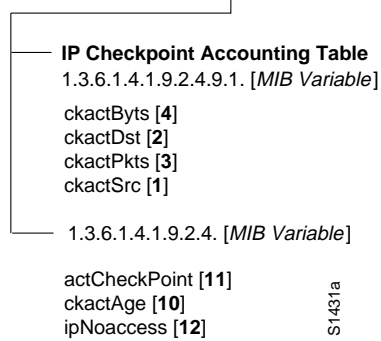 IP Checkpoint Accounting Table
1.3.6.1.4.1.9.2.4.9.1. [MIB Variable]
ckactByts [4]
ckactDst [2]
ckactPkts [3]
ckactSrc [1]
1.3.6.1.4.1.9.2.4. [MIB Variable]
actCheckPoint [11]
ckactAge [10]
ipNoaccess [12]
S1431a